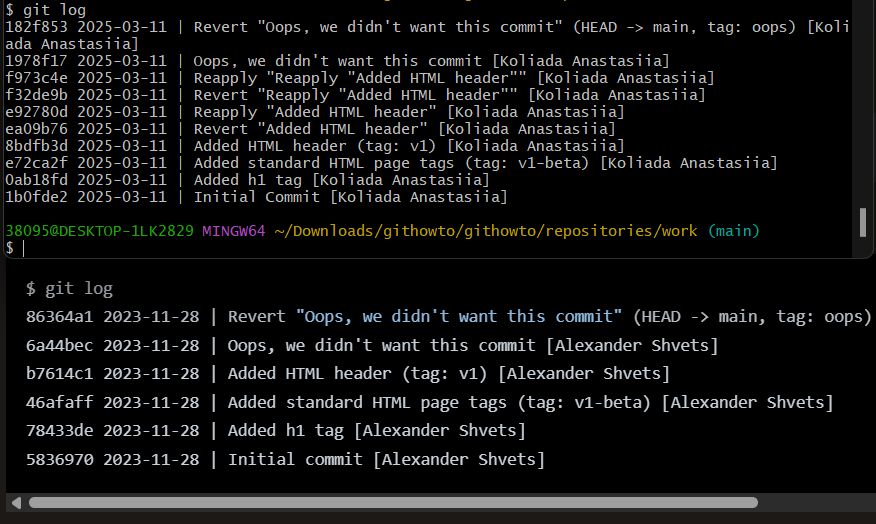 $ git log
182f853 2025-03-11 | Revert "Oops, we didn't want this commit" (HEAD -> main, tag: oops) [Koli
ada Anastasiia]
1978f17 2025-03-11 | Oops, we didn't want this commit [Koliada Anastasiia]
f973c4e 2025-03-11 | Reapply "Reapply "Added HTML header"" [Koliada Anastasiia]
f32de9b 2025-03-11 | Revert "Reapply "Added HTML header"" [Koliada Anastasiia]
e92780d 2025-03-11 | Reapply "Added HTML header" [Koliada Anastasiia]
ea09b76 2025-03-11 | Revert "Added HTML header" [Koliada Anastasiia]
8bdfb3d 2025-03-11 | Added HTML header (tag: v1) [Koliada Anastasiia]
e72ca2f 2025-03-11 | Added standard HTML page tags (tag: v1-beta) [Koliada Anastasiia]
0ab18fd 2025-03-11 | Added h1 tag [Koliada Anastasiia]
1b0fde2 2025-03-11 | Initial Commit [Koliada Anastasiia]
38095@DESKTOP-1LK2829 MINGW64 ~/Downloads/githowto/githowto/repositories/work (main)
$
$ git log
86364a1 2023-11-28 | Revert "Oops, we didn't want this commit" (HEAD -> main, tag: oops)
6a44bec 2023-11-28 | Oops, we didn't want this commit [Alexander Shvets]
b7614c1 2023-11-28 | Added HTML header (tag: v1) [Alexander Shvets]
46afaff 2023-11-28 | Added standard HTML page tags (tag: v1-beta) [Alexander Shvets]
78433de 2023-11-28 | Added h1 tag [Alexander Shvets]
5836970 2023-11-28 | Initial commit [Alexander Shvets]